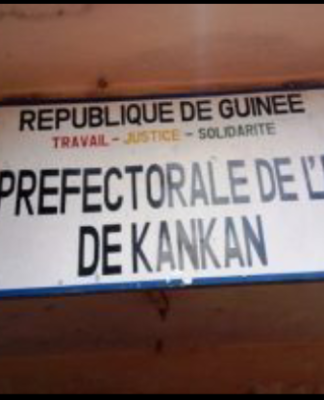 REPUBLIQUE DE GUINEE
TRAVAIL - JUSTICE - SOLIDARITE
PREFECTORALE DE L'
DE KANKAN